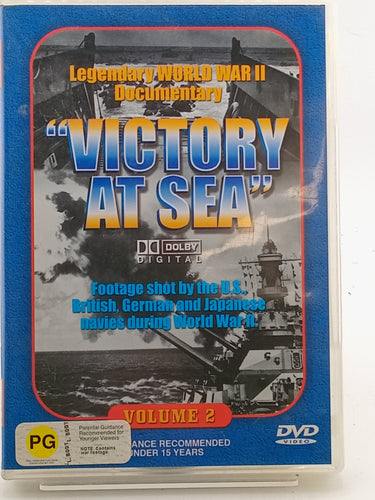 Legendary WORLD WAR II
Documentary
"VICTORY
AT SEA"
DOLBY
DIGITAL
Footage shot by the U.S.,
British, German and Japanese
navies during World War II.
VOLUME 2
PG
Parental Guidance
Recommended for
Younger Viewers
NOTE: Contains
war footage
ANCE RECOMMENDED
UNDER 15 YEARS
DVD
VIDEO